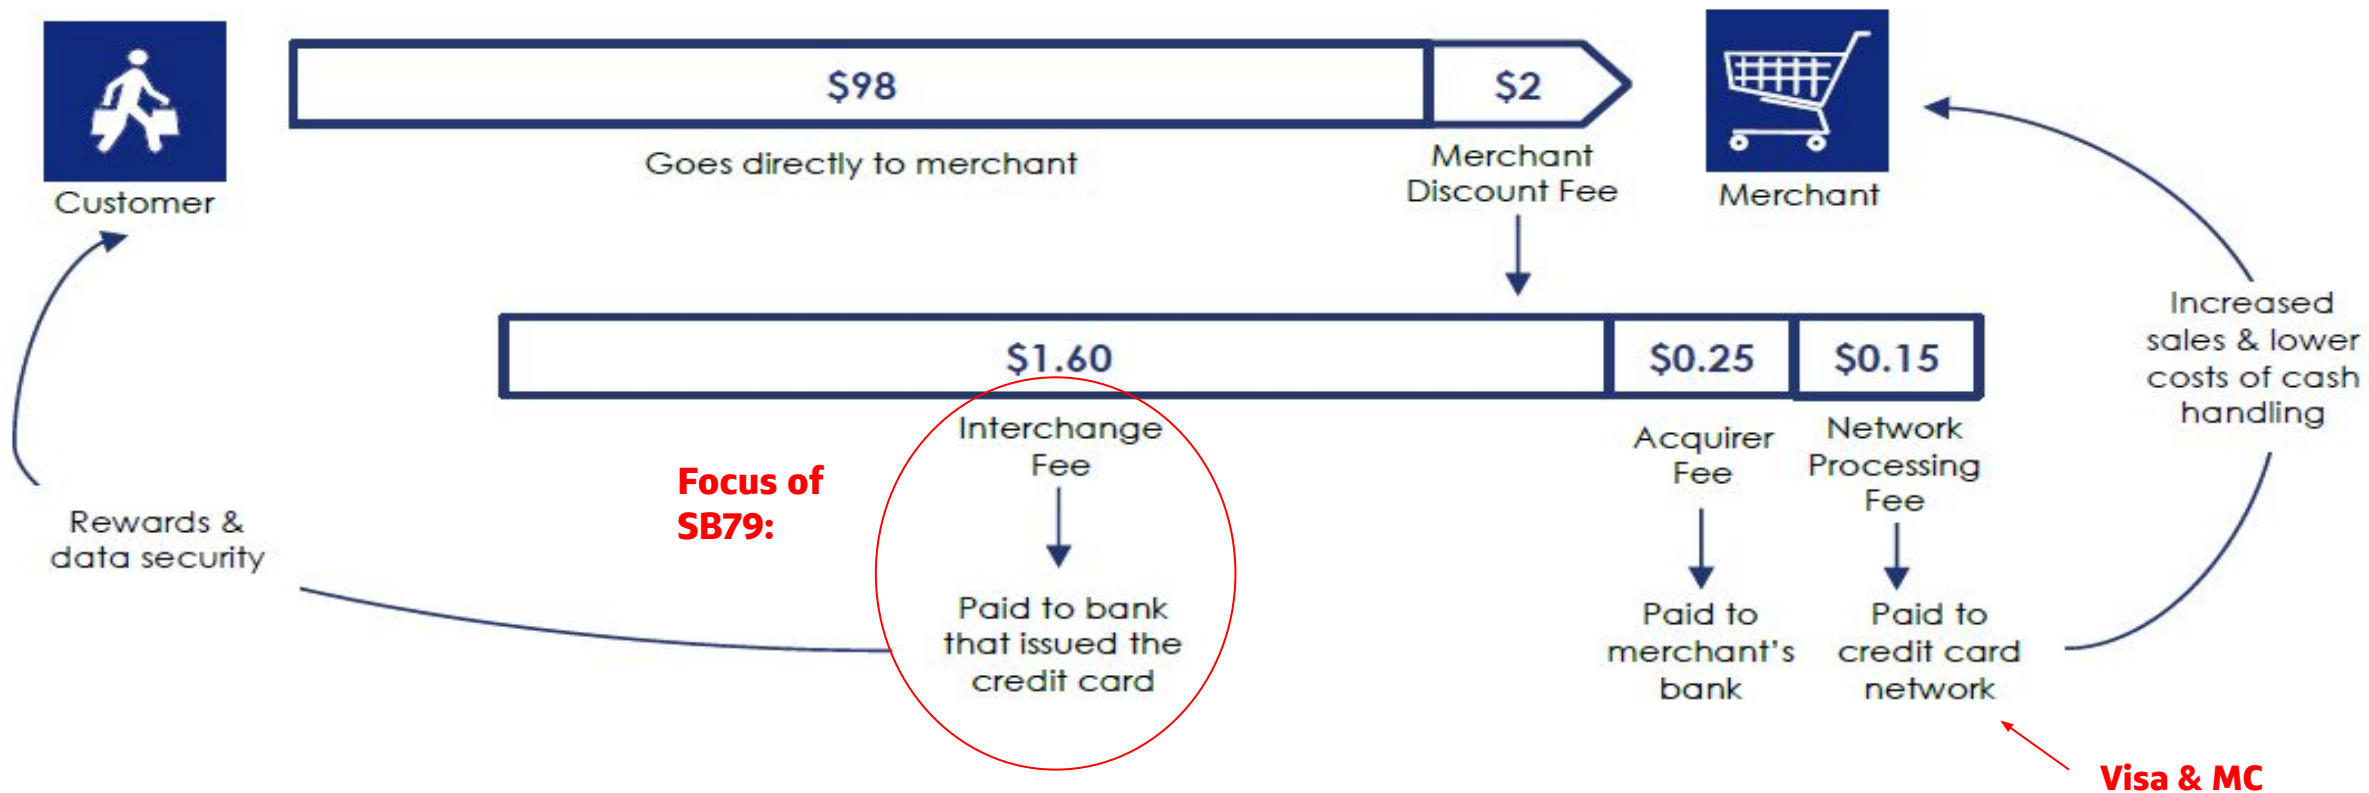 $98
$2
Customer
Goes directly to merchant
Merchant
Discount Fee
Merchant
$1.60
$0.25
$0.15
Interchange
Fee
Acquirer
Fee
Network
Processing
Fee
Increased
sales & lower
costs of cash
handling
Focus of
SB79:
Rewards &
data security
Paid to bank
that issued the
credit card
Paid to
merchant's
bank
Paid to
credit card
network
Visa & MC